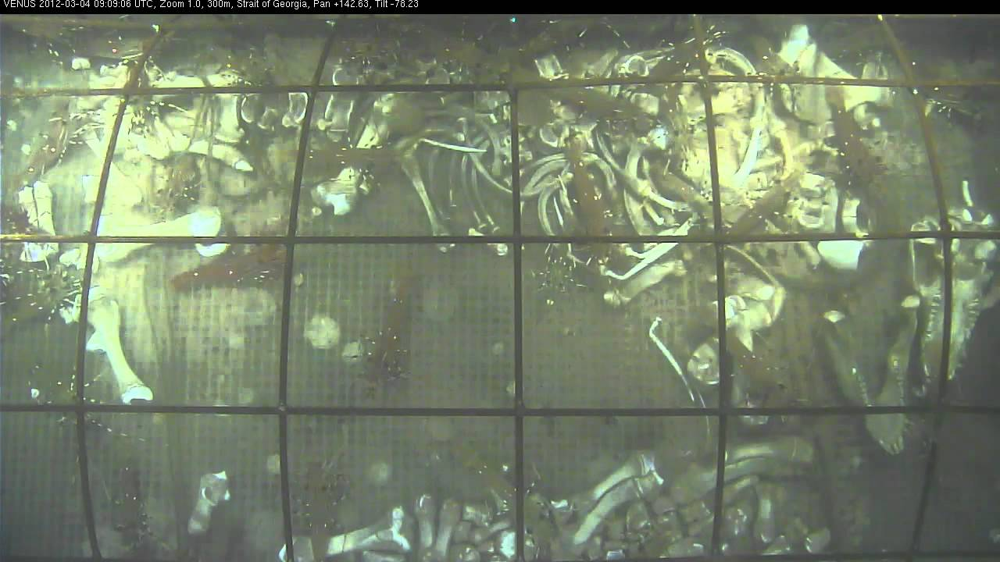 VENUS 2012-03-04 09:09:06 UTC, Zoom 1.0, 300m, Strait of Georgia, Pan +142.63, Tilt -78.23